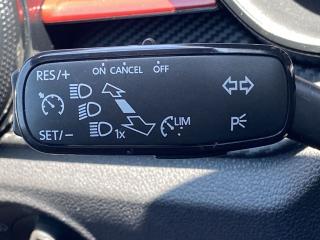 RES/+ ON CANCEL OFF
LIM
SET/- 1x
P